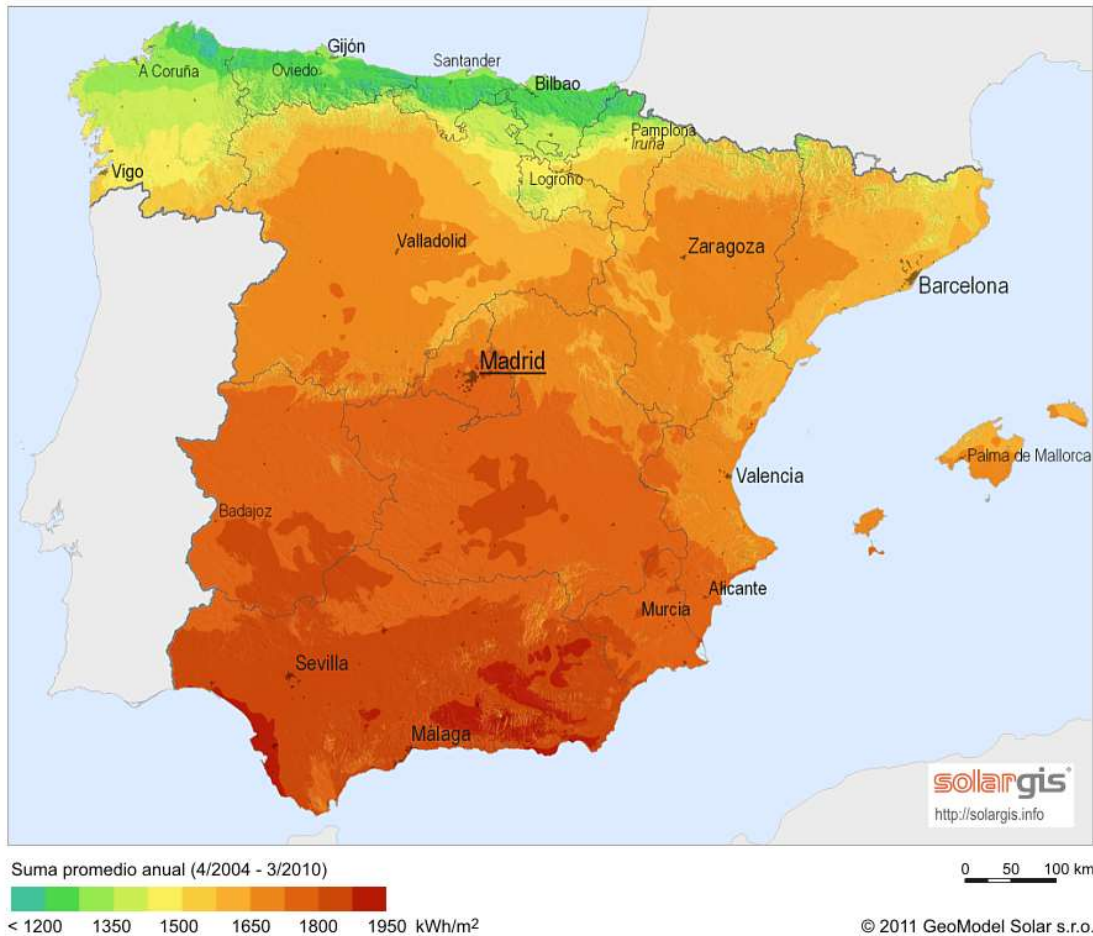 Gijón
A Coruña
Oviedo
Santander
Bilbao
Pamplona
Iruña
Vigo
Logroño
Valladolid
Zaragoza
Barcelona
Madrid
Palma de Mallorca
Valencia
Badajoz
Alicante
Murcia
Sevilla
Málaga
solargis
http://solargis.info
Suma promedio anual (4/2004 - 3/2010)
0 50 100 km
< 1200 1350 1500 1650 1800 1950 kWh/m²
© 2011 GeoModel Solar s.r.o.